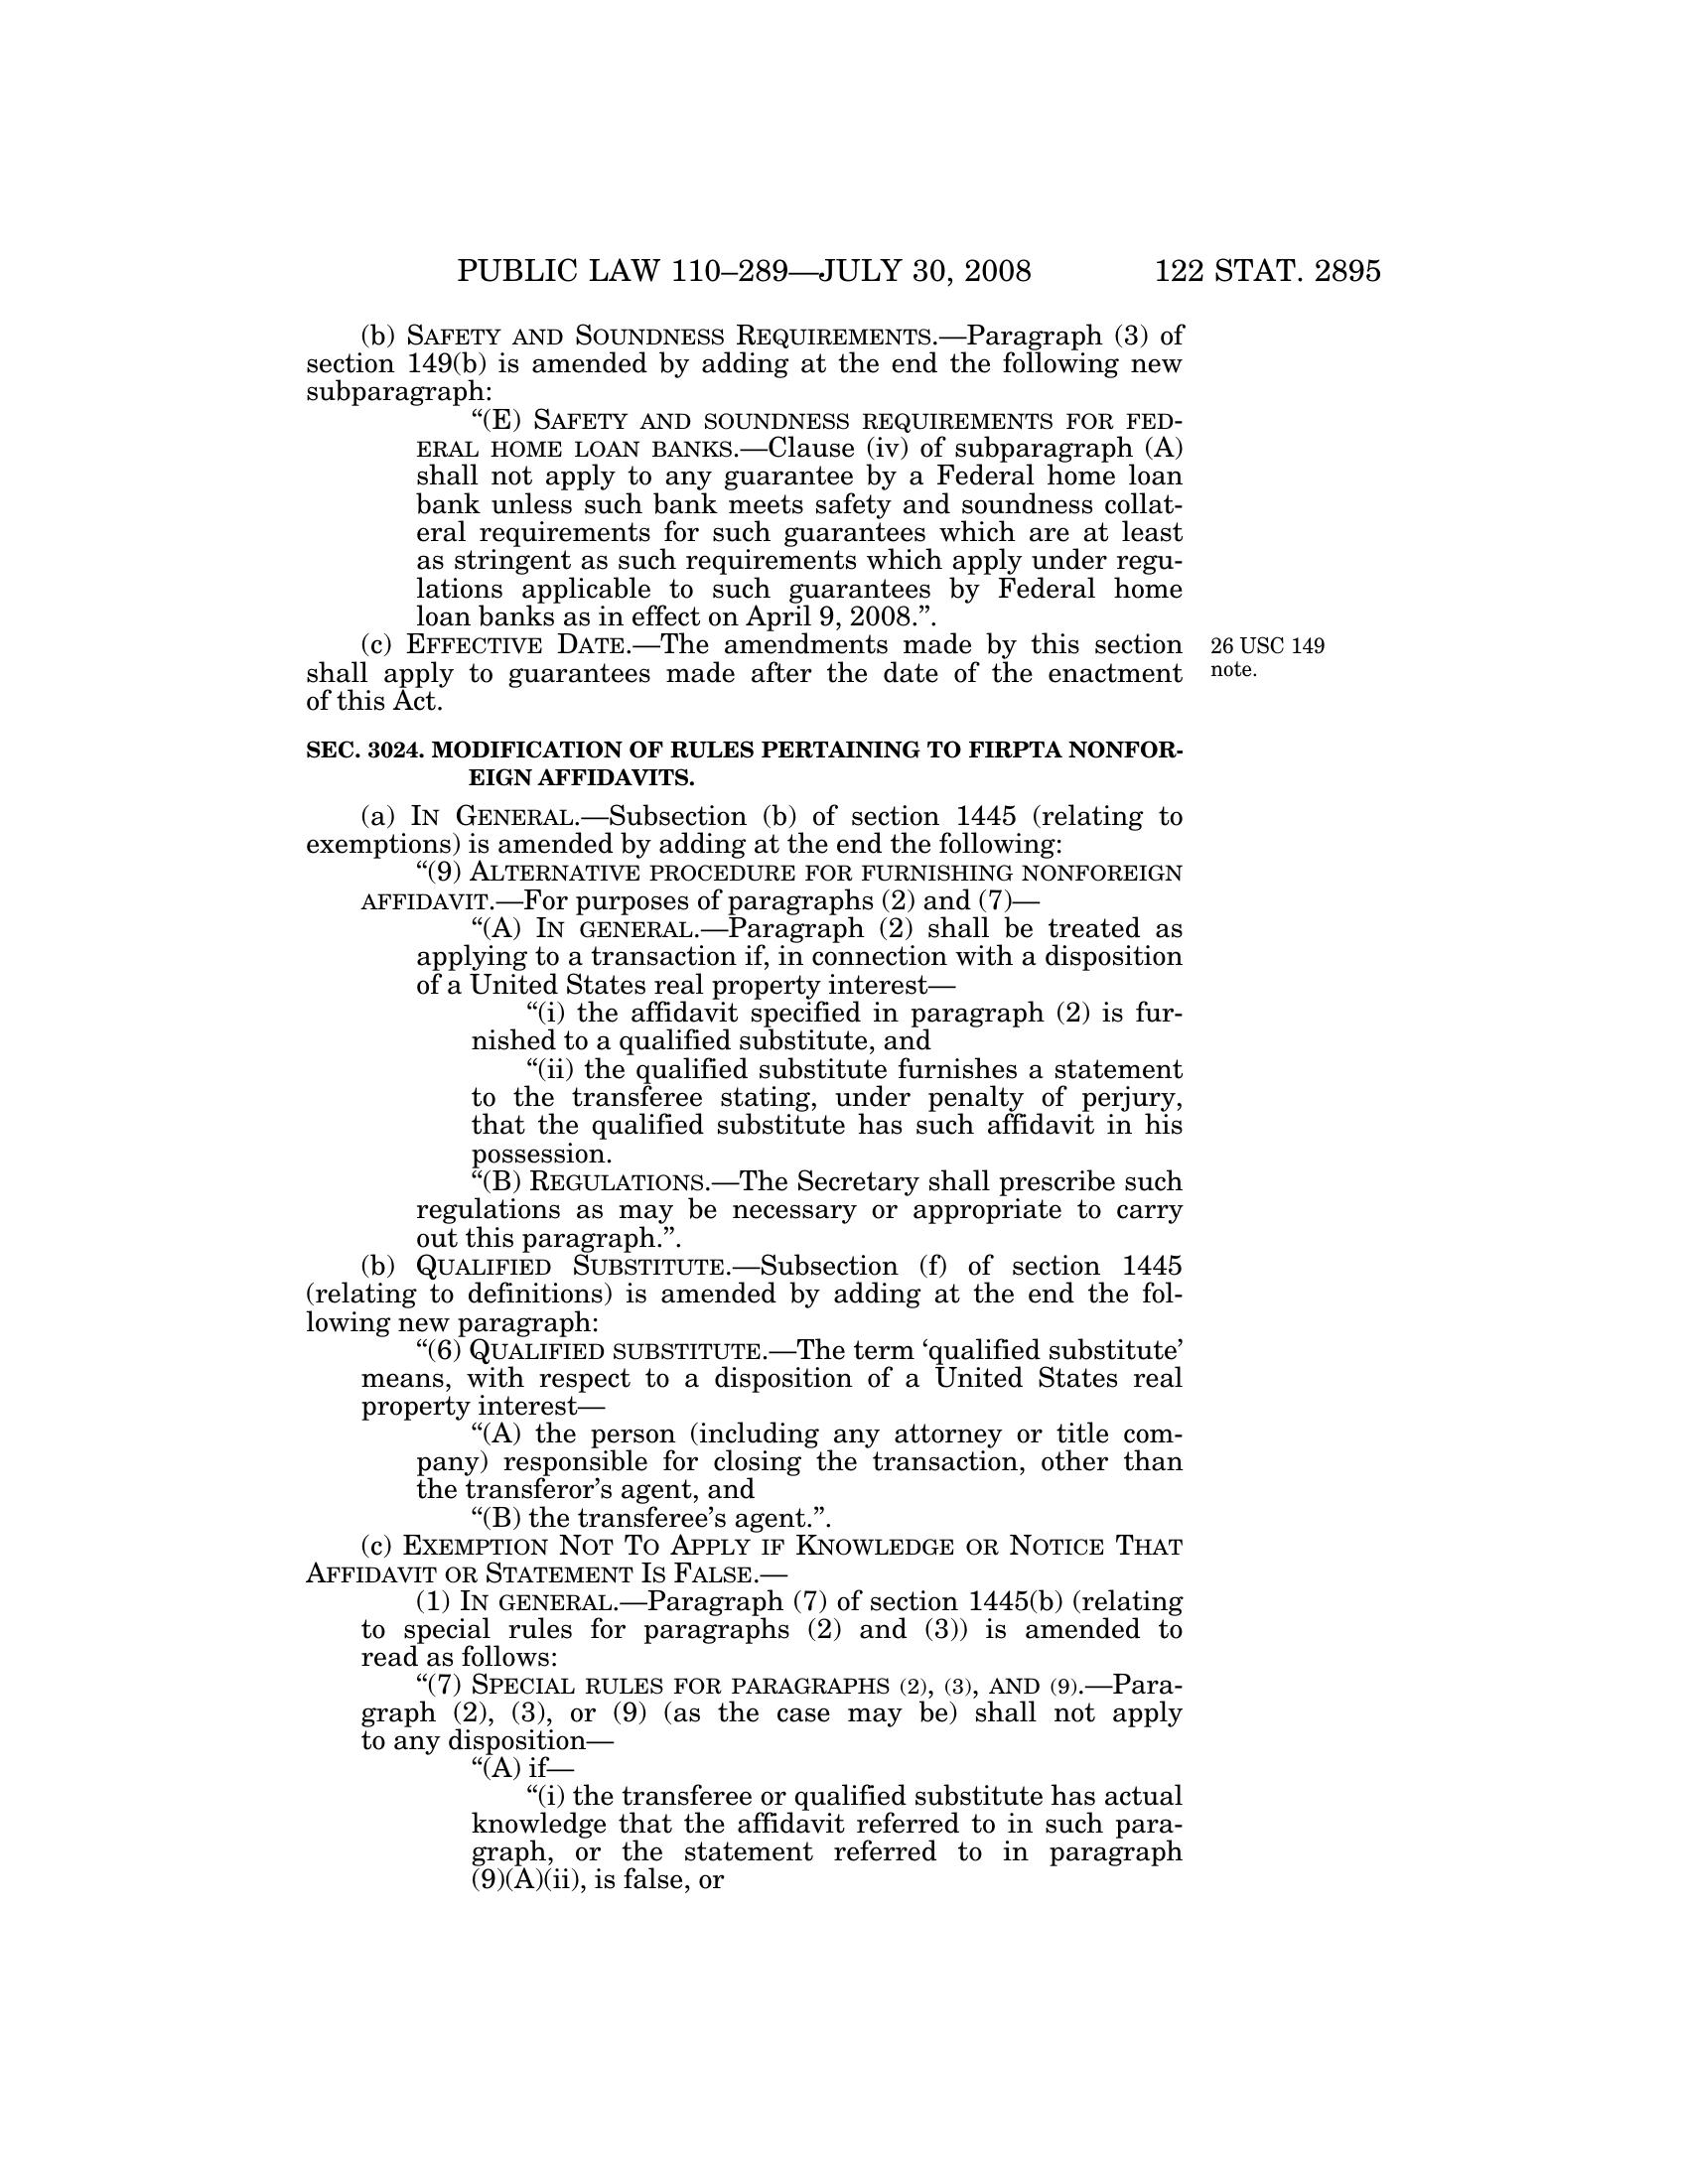 PUBLIC LAW 110–289—JULY 30, 2008 122 STAT. 2895
(b) SAFETY AND SOUNDNESS REQUIREMENTS.—Paragraph (3) of
section 149(b) is amended by adding at the end the following new
subparagraph:
“(E) SAFETY AND SOUNDNESS REQUIREMENTS FOR FED-
ERAL HOME LOAN BANKS.—Clause (iv) of subparagraph (A)
shall not apply to any guarantee by a Federal home loan
bank unless such bank meets safety and soundness collat-
eral requirements for such guarantees which are at least
as stringent as such requirements which apply under regu-
lations applicable to such guarantees by Federal home
loan banks as in effect on April 9, 2008.”.
(c) EFFECTIVE DATE.—The amendments made by this section
shall apply to guarantees made after the date of the enactment
of this Act.
26 USC 149
note.
SEC. 3024. MODIFICATION OF RULES PERTAINING TO FIRPTA NONFOR-
EIGN AFFIDAVITS.
(a) IN GENERAL.—Subsection (b) of section 1445 (relating to
exemptions) is amended by adding at the end the following:
“(9) ALTERNATIVE PROCEDURE FOR FURNISHING NONFOREIGN
AFFIDAVIT.—For purposes of paragraphs (2) and (7)—
“(A) IN GENERAL.—Paragraph (2) shall be treated as
applying to a transaction if, in connection with a disposition
of a United States real property interest—
“(i) the affidavit specified in paragraph (2) is fur-
nished to a qualified substitute, and
“(ii) the qualified substitute furnishes a statement
to the transferee stating, under penalty of perjury,
that the qualified substitute has such affidavit in his
possession.
“(B) REGULATIONS.—The Secretary shall prescribe such
regulations as may be necessary or appropriate to carry
out this paragraph.”.
(b) QUALIFIED SUBSTITUTE.—Subsection (f) of section 1445
(relating to definitions) is amended by adding at the end the fol-
lowing new paragraph:
“(6) QUALIFIED SUBSTITUTE.—The term ‘qualified substitute’
means, with respect to a disposition of a United States real
property interest—
“(A) the person (including any attorney or title com-
pany) responsible for closing the transaction, other than
the transferor’s agent, and
“(B) the transferee’s agent.”.
(c) EXEMPTION NOT TO APPLY IF KNOWLEDGE OR NOTICE THAT
AFFIDAVIT OR STATEMENT IS FALSE.—
(1) IN GENERAL.—Paragraph (7) of section 1445(b) (relating
to special rules for paragraphs (2) and (3)) is amended to
read as follows:
“(7) SPECIAL RULES FOR PARAGRAPHS (2), (3), AND (9).—Para-
graph (2), (3), or (9) (as the case may be) shall not apply
to any disposition—
“(A) if—
“(i) the transferee or qualified substitute has actual
knowledge that the affidavit referred to in such para-
graph, or the statement referred to in paragraph
(9)(A)(ii), is false, or